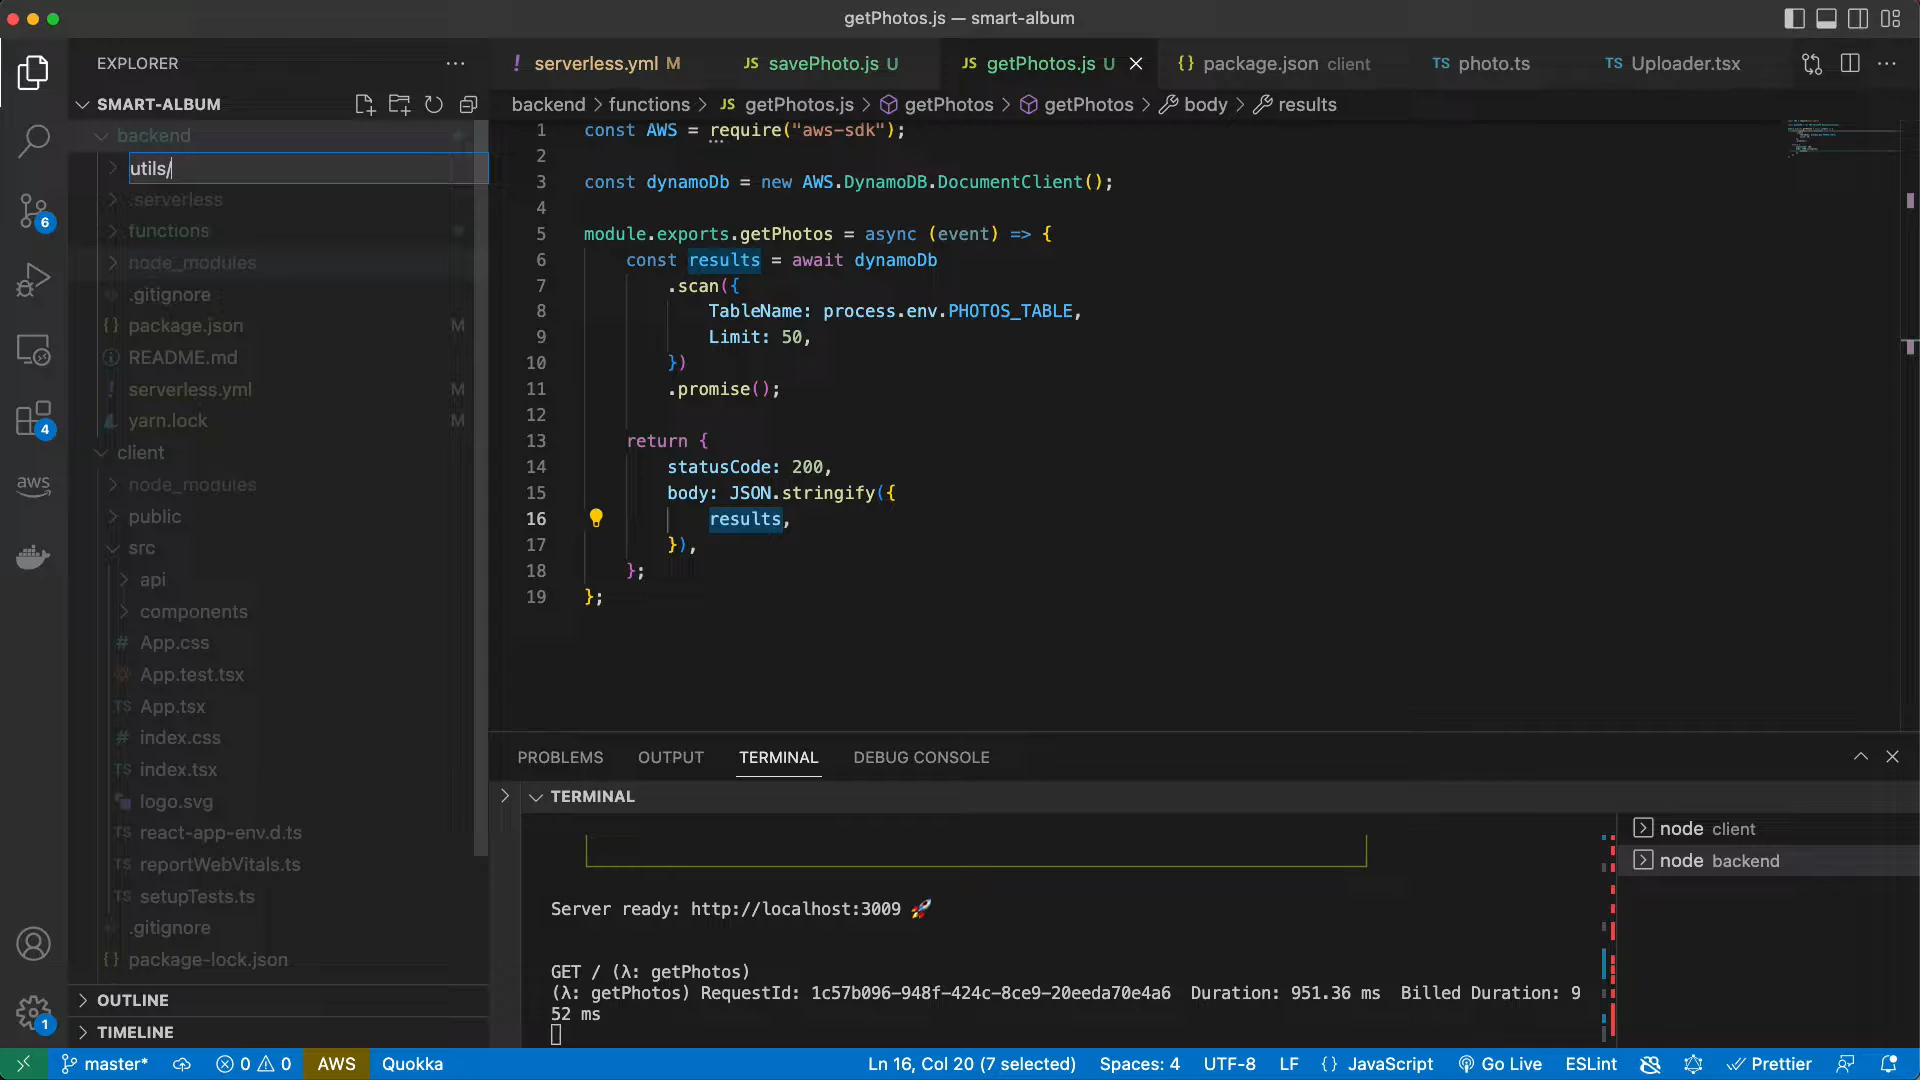 getPhotos.js — smart-album
EXPLORER
SMART-ALBUM
backend
utils/
.serverless
functions
node_modules
.gitignore
{} package.json M
README.md
! serverless.yml M
yarn.lock M
client
node_modules
public
src
api
components
# App.css
App.test.tsx
TS App.tsx
# index.css
TS index.tsx
logo.svg
TS react-app-env.d.ts
TS reportWebVitals.ts
TS setupTests.ts
.gitignore
{} package-lock.json
OUTLINE
TIMELINE
6
4
aws
1
! serverless.yml M JS savePhoto.js U JS getPhotos.js U {} package.json client TS photo.ts TS Uploader.tsx
backend > functions > JS getPhotos.js > getPhotos > getPhotos > body > results
1 const AWS = require("aws-sdk");
2
3 const dynamoDb = new AWS.DynamoDB.DocumentClient();
4
5 module.exports.getPhotos = async (event) => {
6 const results = await dynamoDb
7 .scan({
8 TableName: process.env.PHOTOS_TABLE,
9 Limit: 50,
10 })
11 .promise();
12
13 return {
14 statusCode: 200,
15 body: JSON.stringify({
16 results,
17 }),
18 };
19 };
PROBLEMS OUTPUT TERMINAL DEBUG CONSOLE
TERMINAL
Server ready: http://localhost:3009 🚀
GET / (λ: getPhotos)
(λ: getPhotos) RequestId: 1c57b096-948f-424c-8ce9-20eeda70e4a6 Duration: 951.36 ms Billed Duration: 9
52 ms
node client
node backend
master* 0 0 AWS Quokka Ln 16, Col 20 (7 selected) Spaces: 4 UTF-8 LF {} JavaScript Go Live ESLint Prettier